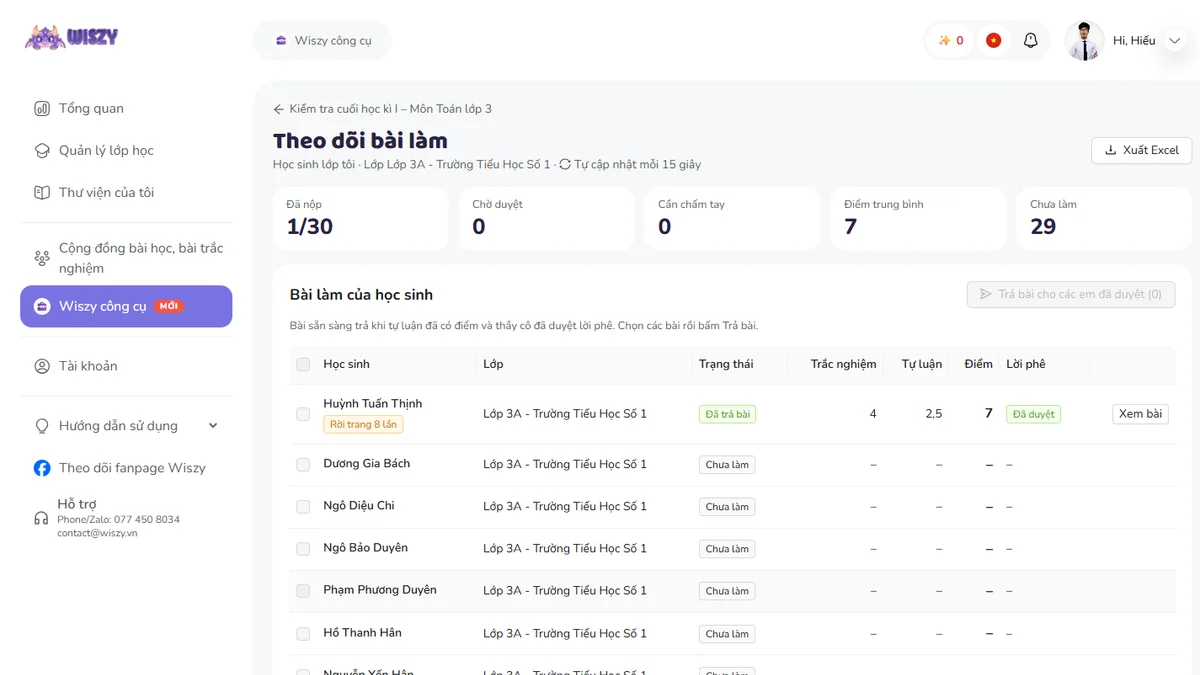 WISZY
Wiszy công cụ
0
Hi, Hiếu
Tổng quan
Quản lý lớp học
Thư viện của tôi
Cộng đồng bài học, bài trắc
nghiệm
Wiszy công cụ MỚI
Tài khoản
Hướng dẫn sử dụng
Theo dõi fanpage Wiszy
Hỗ trợ
Phone/Zalo: 077 450 8034
contact@wiszy.vn
Kiểm tra cuối học kì I – Môn Toán lớp 3
Theo dõi bài làm
Học sinh lớp tôi · Lớp Lớp 3A - Trường Tiểu Học Số 1 · Tự cập nhật mỗi 15 giây
Xuất Excel
Đã nộp
1/30
Chờ duyệt
0
Cần chấm tay
0
Điểm trung bình
7
Chưa làm
29
Bài làm của học sinh
Trả bài cho các em đã duyệt (0)
Bài sẵn sàng trả khi tự luận đã có điểm và thầy cô đã duyệt lời phê. Chọn các bài rồi bấm Trả bài.
Học sinh Lớp Trạng thái Trắc nghiệm Tự luận Điểm Lời phê
Huỳnh Tuấn Thịnh
Rời trang 8 lần
Lớp 3A - Trường Tiểu Học Số 1 Đã trả bài 4 2,5 7 Đã duyệt Xem bài
Dương Gia Bách Lớp 3A - Trường Tiểu Học Số 1 Chưa làm – – – –
Ngô Diệu Chi Lớp 3A - Trường Tiểu Học Số 1 Chưa làm – – – –
Ngô Bảo Duyên Lớp 3A - Trường Tiểu Học Số 1 Chưa làm – – – –
Phạm Phương Duyên Lớp 3A - Trường Tiểu Học Số 1 Chưa làm – – – –
Hồ Thanh Hân Lớp 3A - Trường Tiểu Học Số 1 Chưa làm – – – –
Nguyễn Yến Hân Lớp 3A - Trường Tiểu Học Số 1 Chưa làm